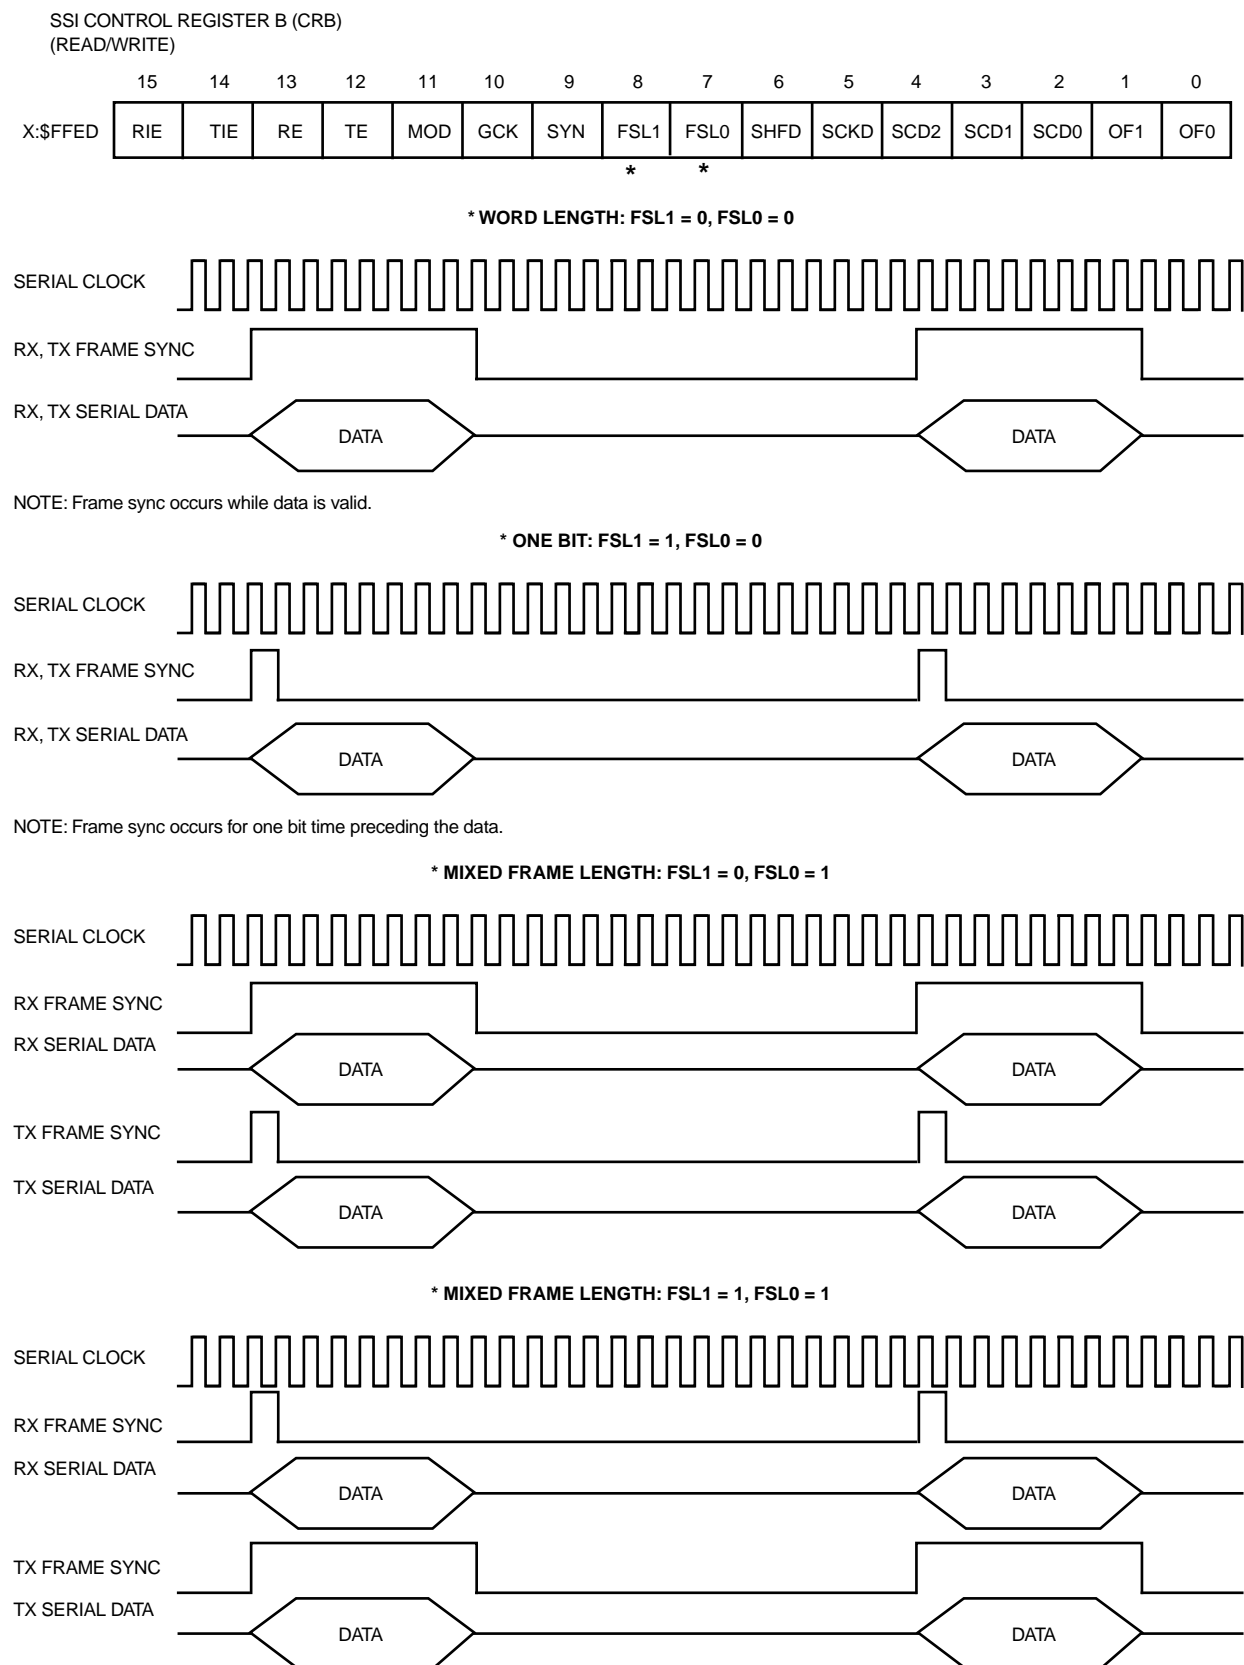 SSI CONTROL REGISTER B (CRB)
(READ/WRITE)
15 14 13 12 11 10 9 8 7 6 5 4 3 2 1 0
X:$FFED RIE TIE RE TE MOD GCK SYN FSL1 FSL0 SHFD SCKD SCD2 SCD1 SCD0 OF1 OF0
* *
* WORD LENGTH: FSL1 = 0, FSL0 = 0
SERIAL CLOCK
RX, TX FRAME SYNC
RX, TX SERIAL DATA
DATA DATA
NOTE: Frame sync occurs while data is valid.
* ONE BIT: FSL1 = 1, FSL0 = 0
SERIAL CLOCK
RX, TX FRAME SYNC
RX, TX SERIAL DATA
DATA DATA
NOTE: Frame sync occurs for one bit time preceding the data.
* MIXED FRAME LENGTH: FSL1 = 0, FSL0 = 1
SERIAL CLOCK
RX FRAME SYNC
RX SERIAL DATA
DATA DATA
TX FRAME SYNC
TX SERIAL DATA
DATA DATA
* MIXED FRAME LENGTH: FSL1 = 1, FSL0 = 1
SERIAL CLOCK
RX FRAME SYNC
RX SERIAL DATA
DATA DATA
TX FRAME SYNC
TX SERIAL DATA
DATA DATA